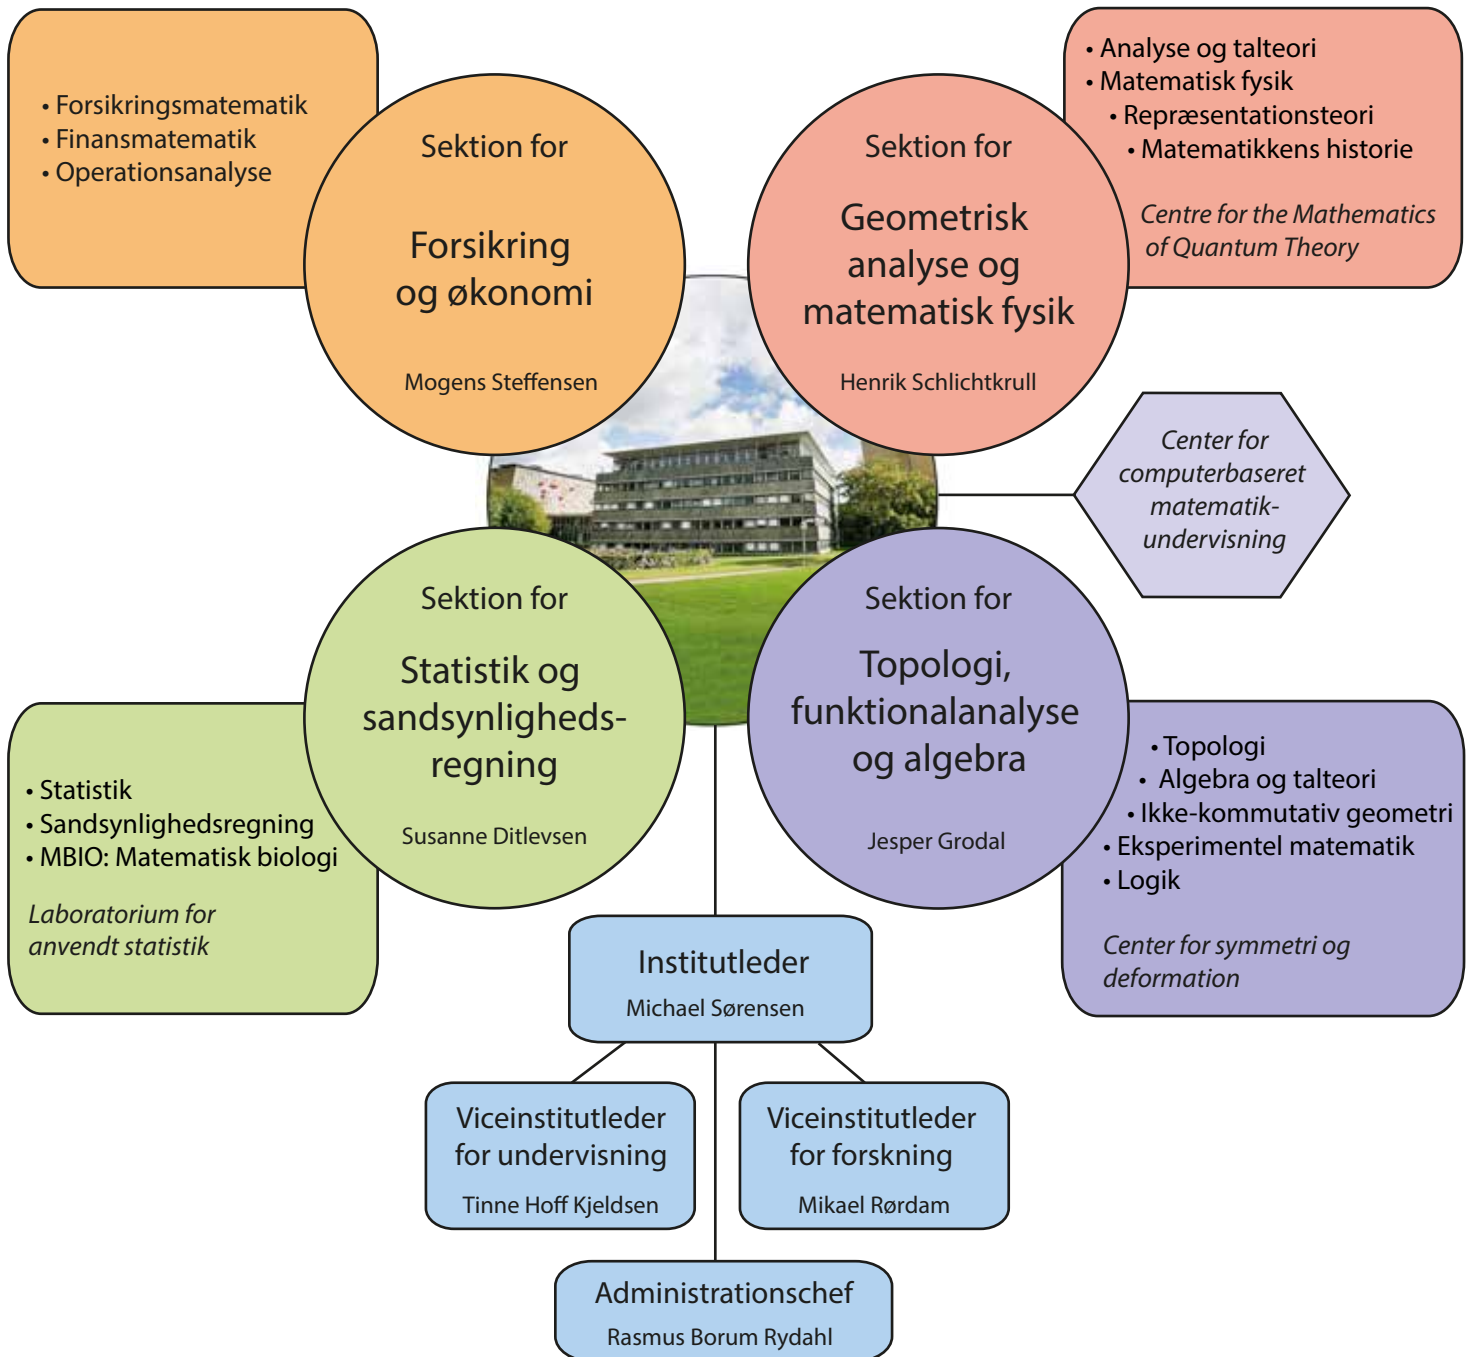 • Forsikringsmatematik
• Finansmatematik
• Operationsanalyse
Sektion for
Forsikring
og økonomi
Mogens Steffensen
Sektion for
Geometrisk
analyse og
matematisk fysik
Henrik Schlichtkrull
• Analyse og talteori
• Matematisk fysik
• Repræsentationsteori
• Matematikkens historie
Centre for the Mathematics
of Quantum Theory
Center for
computerbaseret
matematik-
undervisning
Sektion for
Statistik og
sandsynligheds-
regning
Susanne Ditlevsen
• Statistik
• Sandsynlighedsregning
• MBIO: Matematisk biologi
Laboratorium for
anvendt statistik
Sektion for
Topologi,
funktionalanalyse
og algebra
Jesper Grodal
• Topologi
• Algebra og talteori
• Ikke-kommutativ geometri
• Eksperimentel matematik
• Logik
Center for symmetri og
deformation
Institutleder
Michael Sørensen
Viceinstitutleder
for undervisning
Tinne Hoff Kjeldsen
Viceinstitutleder
for forskning
Mikael Rørdam
Administrationschef
Rasmus Borum Rydahl